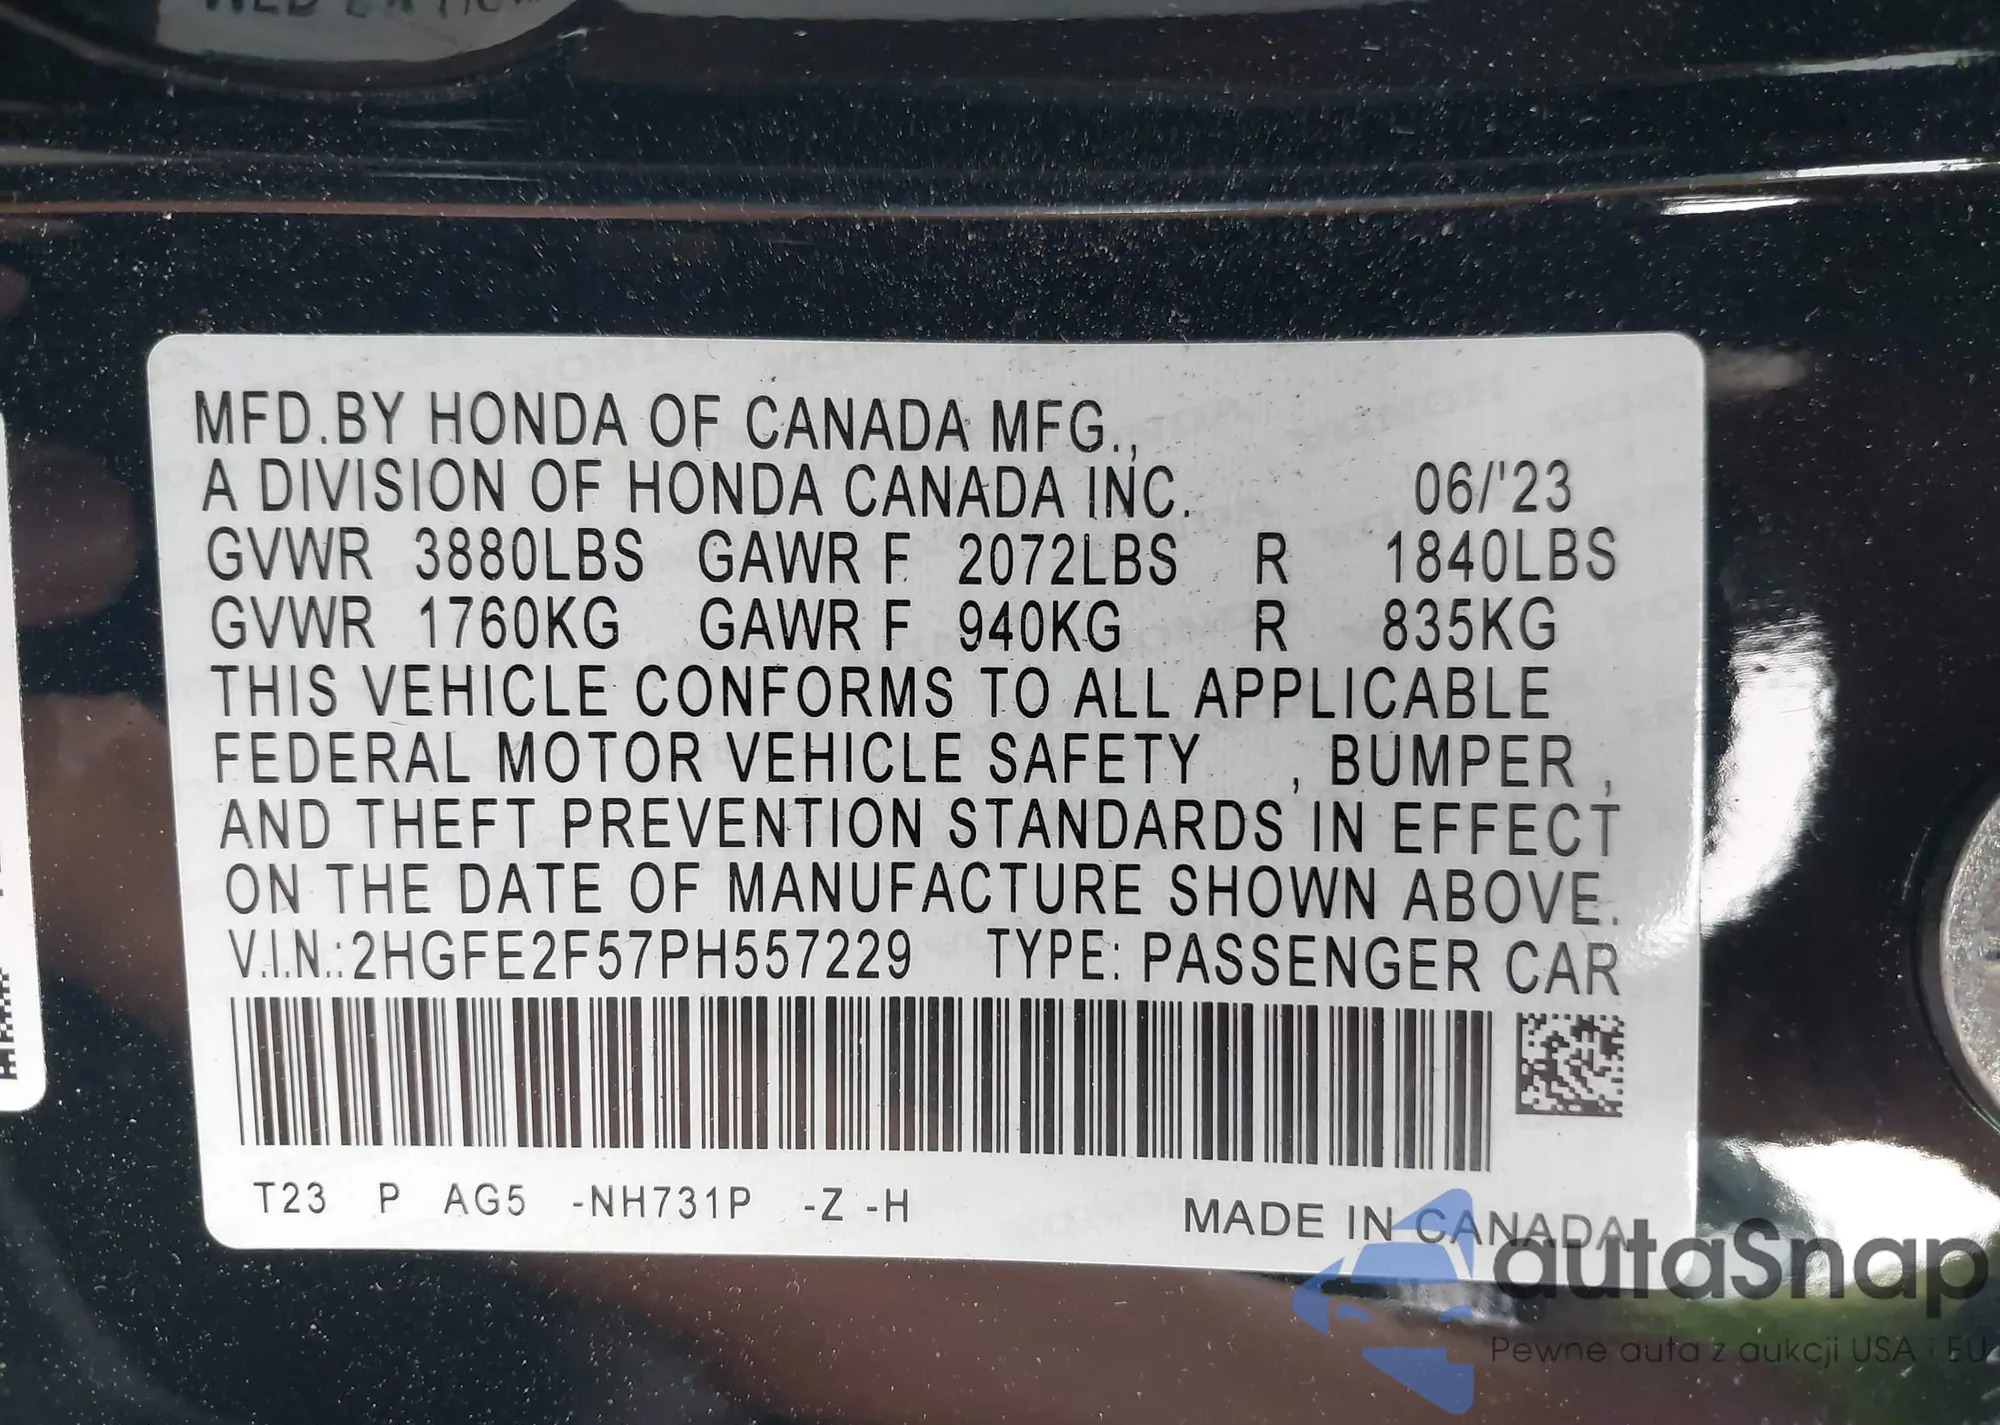 MFD.BY HONDA OF CANADA MFG.,
A DIVISION OF HONDA CANADA INC. 06/'23
GVWR 3880LBS GAWR F 2072LBS R 1840LBS
GVWR 1760KG GAWR F 940KG R 835KG
THIS VEHICLE CONFORMS TO ALL APPLICABLE
FEDERAL MOTOR VEHICLE SAFETY , BUMPER ,
AND THEFT PREVENTION STANDARDS IN EFFECT
ON THE DATE OF MANUFACTURE SHOWN ABOVE.
V.I.N.:2HGFE2F57PH557229 TYPE: PASSENGER CAR
T23 P AG5 -NH731P -Z -H
MADE IN CANADA
autaSnap
Pewne auta z aukcji USA i EU